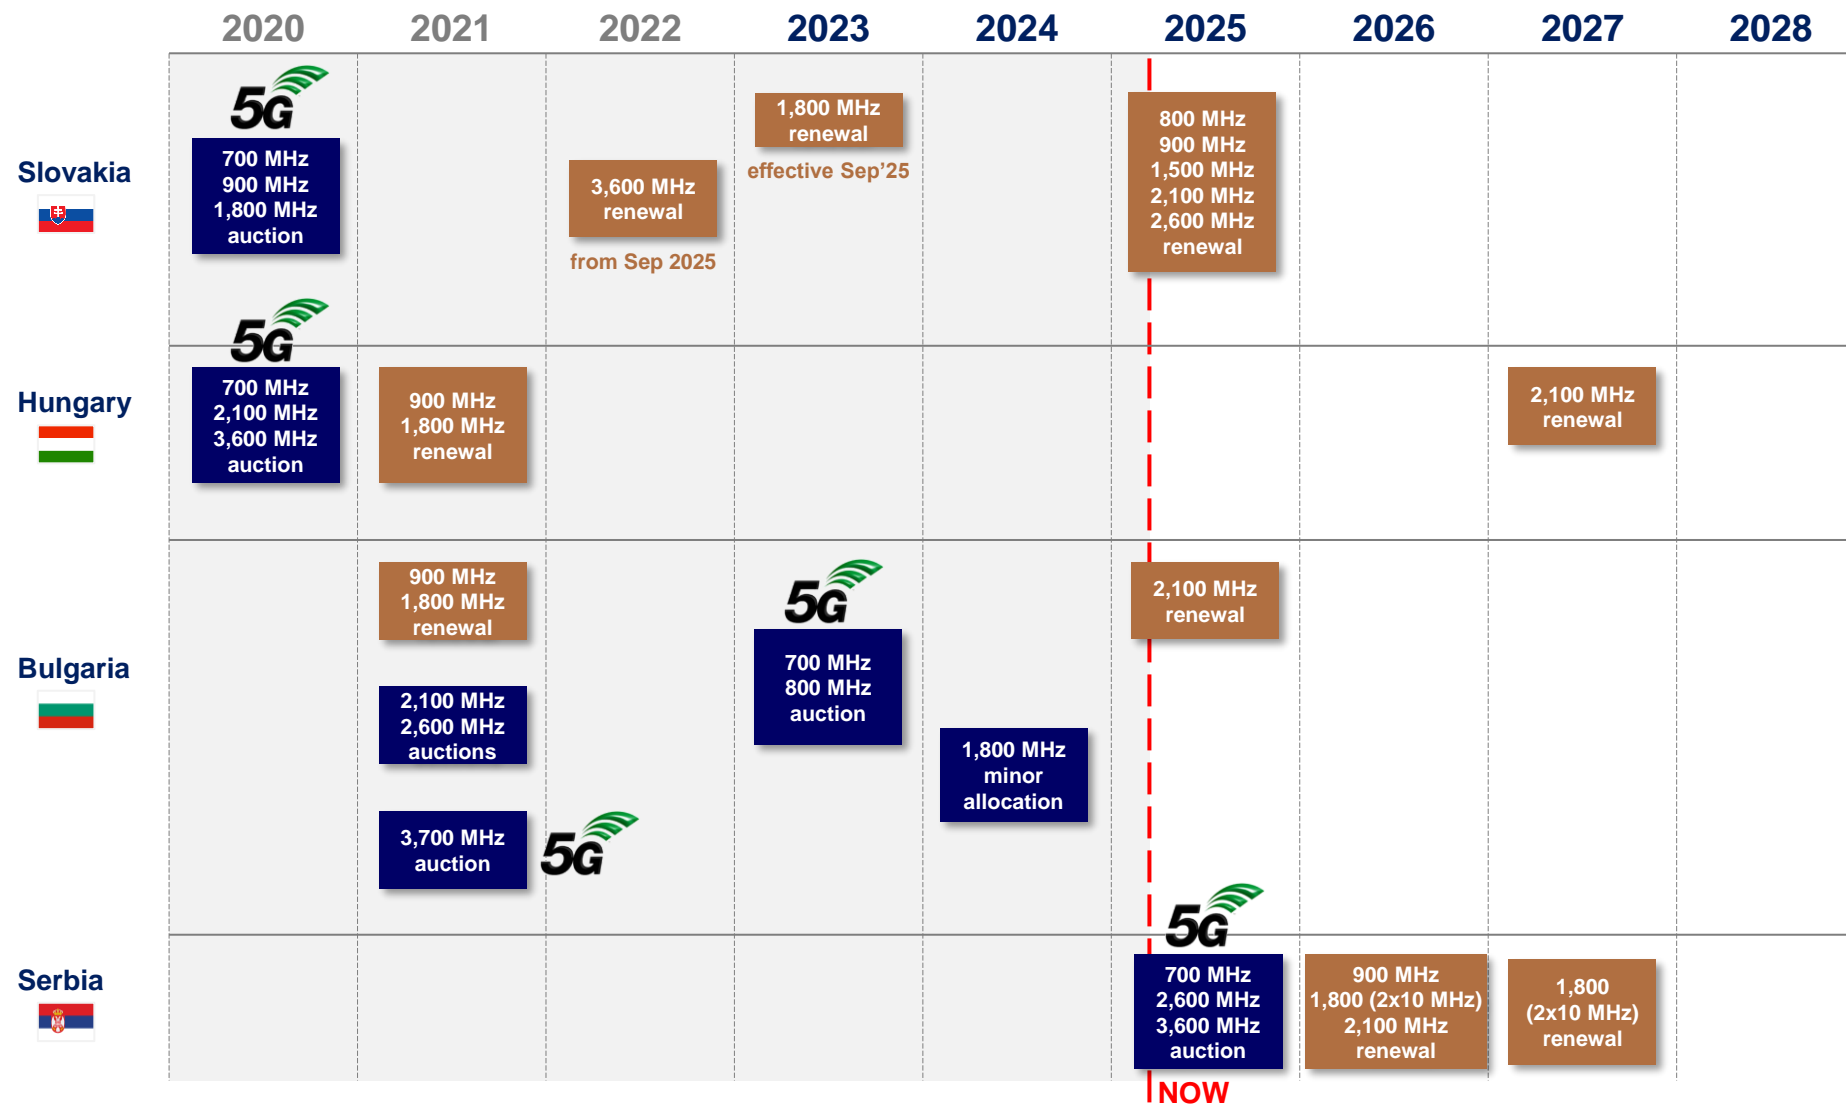 2020 2021 2022 2023 2024 2025 2026 2027 2028
Slovakia
5G
700 MHz
900 MHz
1,800 MHz
auction
3,600 MHz
renewal
from Sep 2025
1,800 MHz
renewal
effective Sep’25
800 MHz
900 MHz
1,500 MHz
2,100 MHz
2,600 MHz
renewal
Hungary
5G
700 MHz
2,100 MHz
3,600 MHz
auction
900 MHz
1,800 MHz
renewal
2,100 MHz
renewal
Bulgaria
900 MHz
1,800 MHz
renewal
2,100 MHz
2,600 MHz
auctions
3,700 MHz
auction
5G
5G
700 MHz
800 MHz
auction
1,800 MHz
minor
allocation
2,100 MHz
renewal
Serbia
5G
700 MHz
2,600 MHz
3,600 MHz
auction
900 MHz
1,800 (2x10 MHz)
2,100 MHz
renewal
1,800
(2x10 MHz)
renewal
NOW